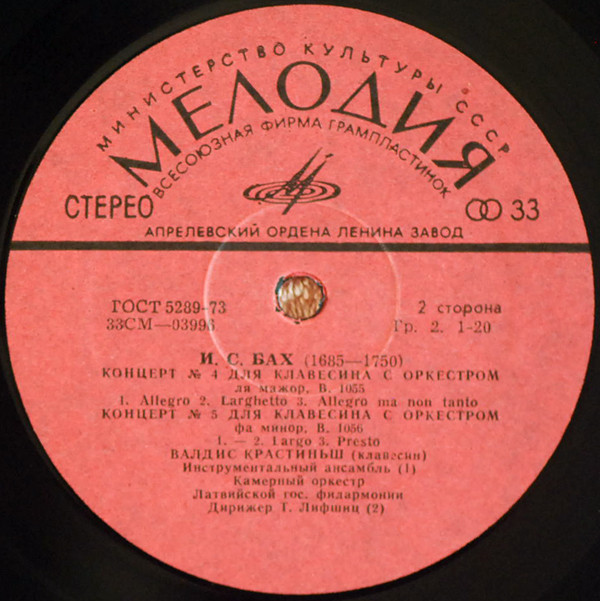 МИНИСТЕРСТВО КУЛЬТУРЫ СССР
МЕЛОДИЯ
ВСЕСОЮЗНАЯ ФИРМА ГРАМПЛАСТИНОК
СТЕРЕО
33
АПРЕЛЕВСКИЙ ОРДЕНА ЛЕНИНА ЗАВОД
ГОСТ 5289-73
2 сторона
33СМ—03993
Гр. 2. 1-20
И. С. БАХ (1685—1750)
КОНЦЕРТ № 4 ДЛЯ КЛАВЕСИНА С ОРКЕСТРОМ
ля мажор, В. 1055
1. Allegro 2. Larghetto 3. Allegro ma non tanto
КОНЦЕРТ № 5 ДЛЯ КЛАВЕСИНА С ОРКЕСТРОМ
фа минор, В. 1056
1. — 2. Largo 3. Presto
ВАЛДИС КРАСТИНЬШ (клавесин)
Инструментальный ансамбль (1)
Камерный оркестр
Латвийской гос. филармонии
Дирижер Т. Лифшиц (2)